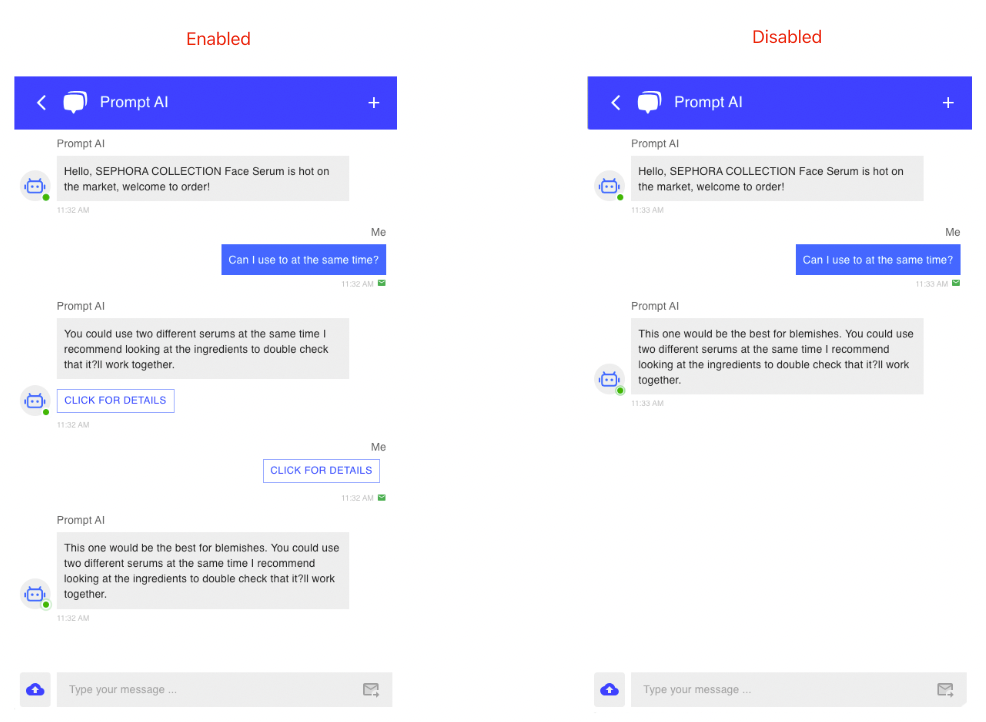 Enabled
Prompt AI
+
Prompt AI
Hello, SEPHORA COLLECTION Face Serum is hot on
the market, welcome to order!
11:32 AM
Me
Can I use to at the same time?
11:32 AM
Prompt AI
You could use two different serums at the same time I
recommend looking at the ingredients to double check
that it?ll work together.
CLICK FOR DETAILS
11:32 AM
Me
CLICK FOR DETAILS
11:32 AM
Prompt AI
This one would be the best for blemishes. You could use
two different serums at the same time I recommend
looking at the ingredients to double check that it?ll work
together.
11:32 AM
Type your message ...
Disabled
Prompt AI
+
Prompt AI
Hello, SEPHORA COLLECTION Face Serum is hot on
the market, welcome to order!
11:33 AM
Me
Can I use to at the same time?
11:33 AM
Prompt AI
This one would be the best for blemishes. You could use
two different serums at the same time I recommend
looking at the ingredients to double check that it?ll work
together.
11:33 AM
Type your message ...